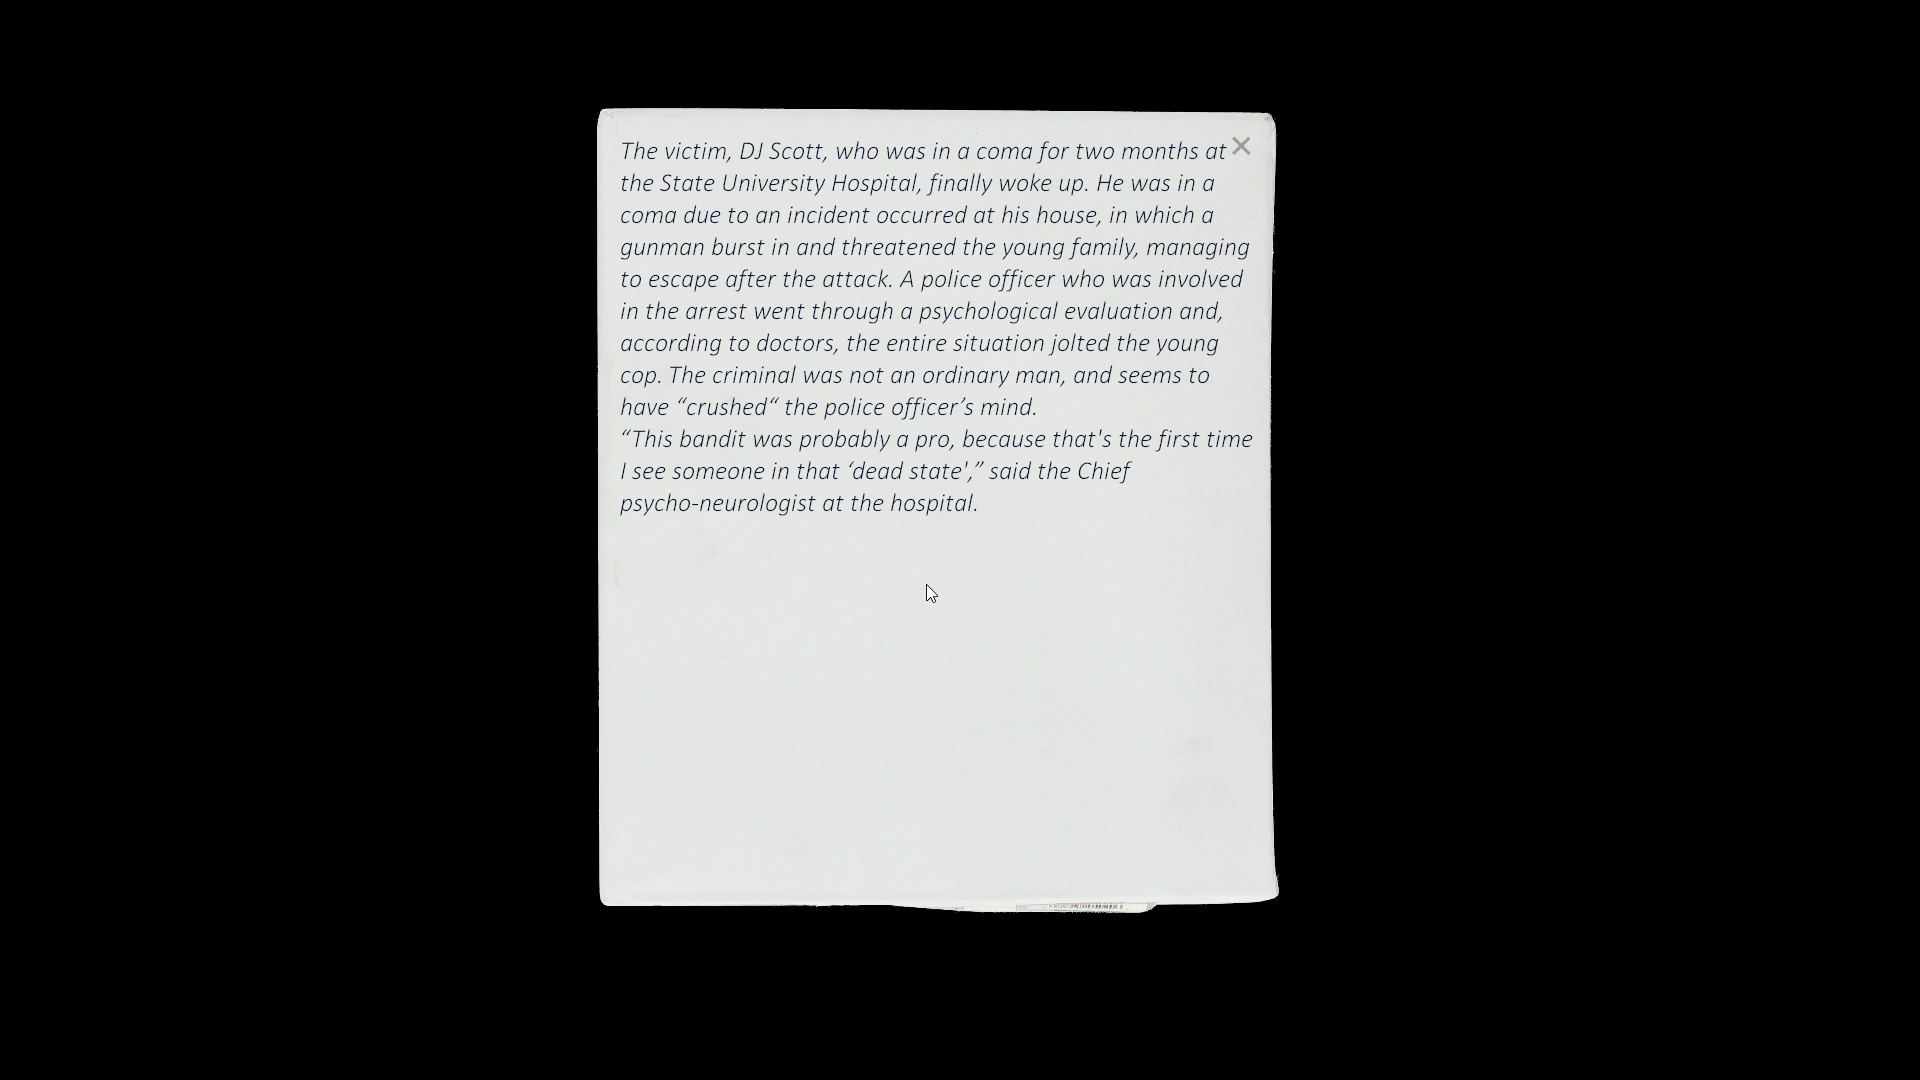 The victim, DJ Scott, who was in a coma for two months at
the State University Hospital, finally woke up. He was in a
coma due to an incident occurred at his house, in which a
gunman burst in and threatened the young family, managing
to escape after the attack. A police officer who was involved
in the arrest went through a psychological evaluation and,
according to doctors, the entire situation jolted the young
cop. The criminal was not an ordinary man, and seems to
have “crushed“ the police officer’s mind.
“This bandit was probably a pro, because that's the first time
I see someone in that ‘dead state',” said the Chief
psycho-neurologist at the hospital.